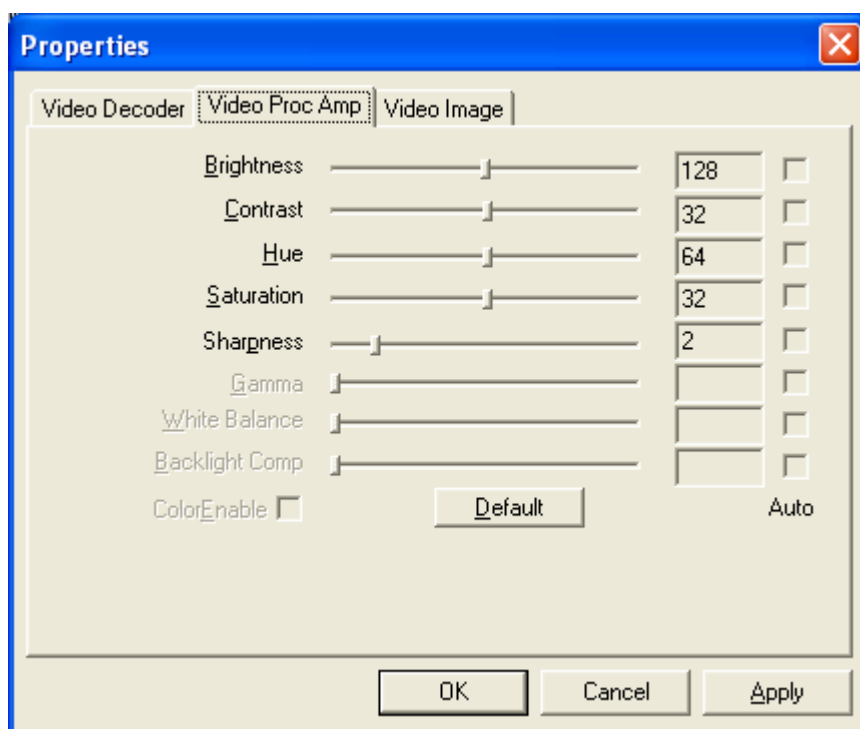 Properties
Video Decoder Video Proc Amp Video Image
Brightness 128
Contrast 32
Hue 64
Saturation 32
Sharpness 2
Gamma
White Balance
Backlight Comp
ColorEnable Default Auto
OK Cancel Apply